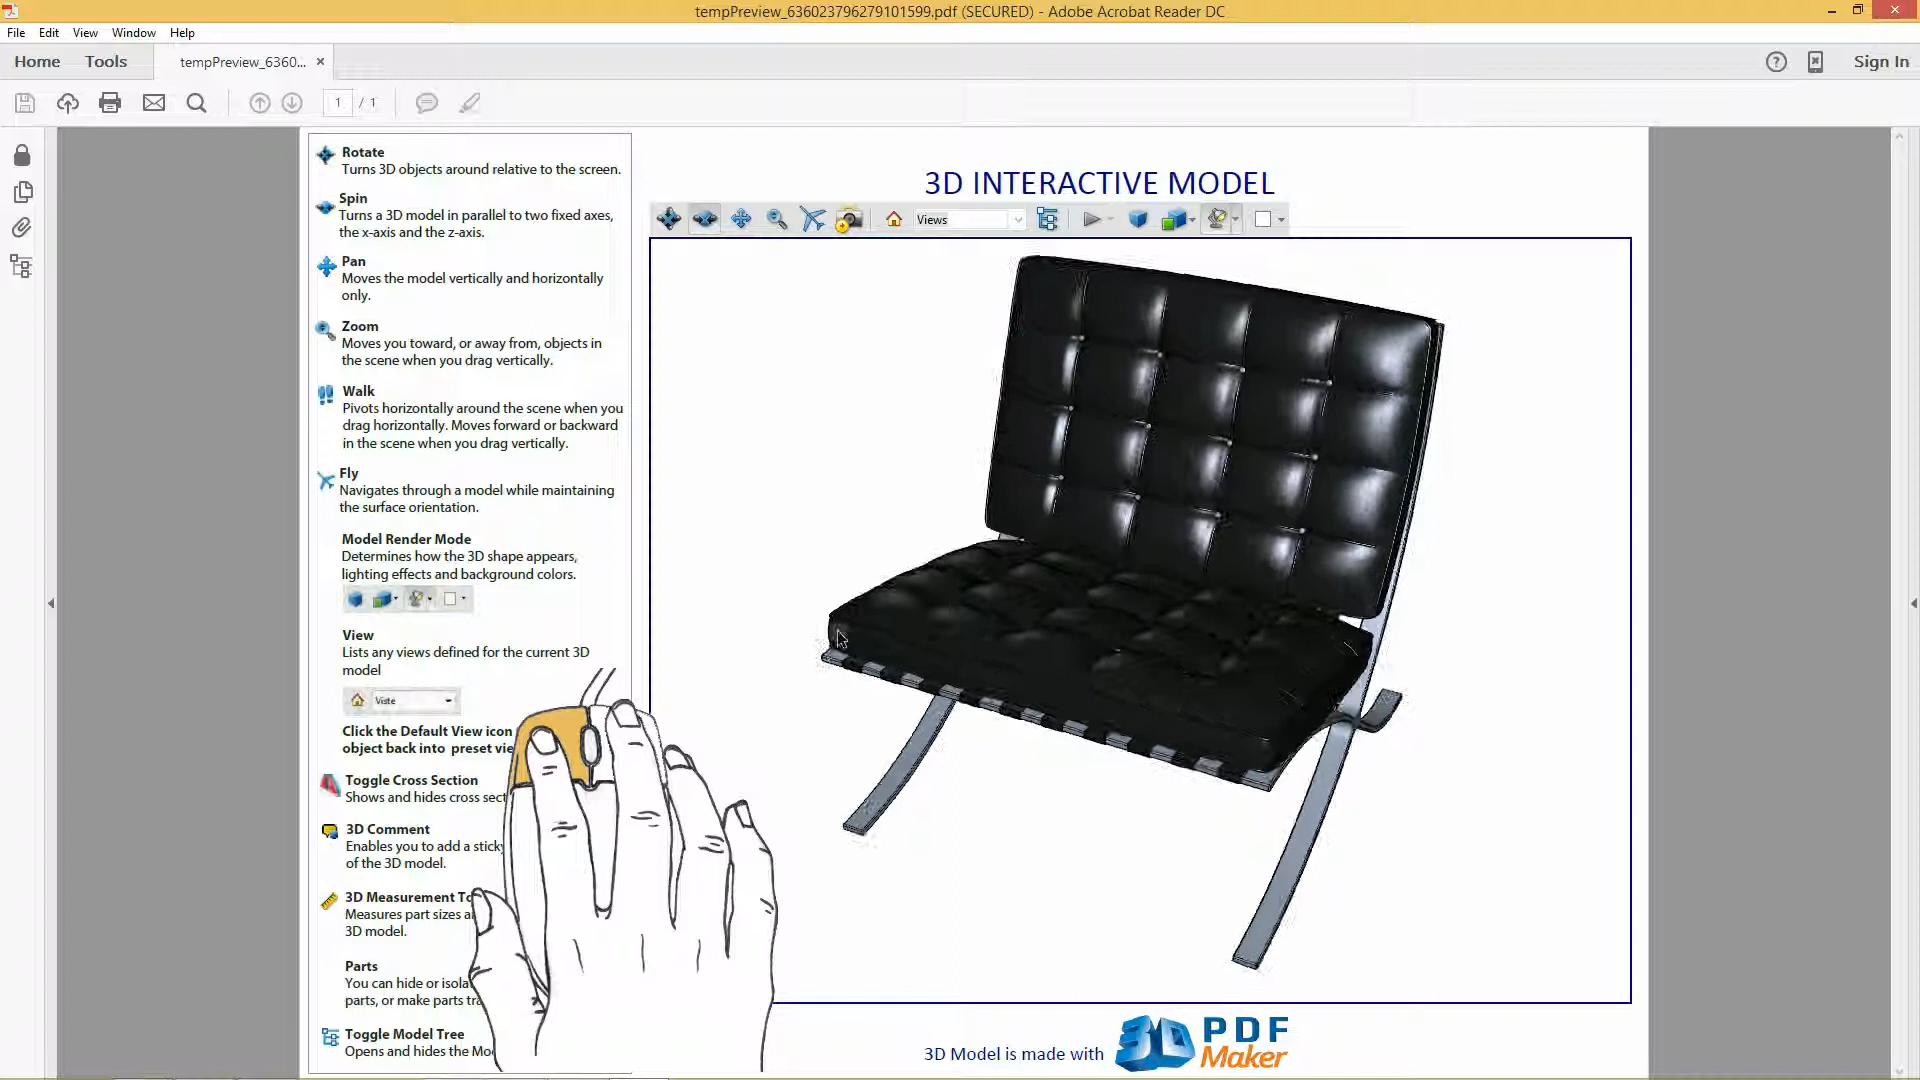 tempPreview_636023796279101599.pdf (SECURED) - Adobe Acrobat Reader DC
File Edit View Window Help
Home Tools tempPreview_6360... × Sign In
1 / 1
Rotate
Turns 3D objects around relative to the screen.
Spin
Turns a 3D model in parallel to two fixed axes,
the x-axis and the z-axis.
Pan
Moves the model vertically and horizontally
only.
Zoom
Moves you toward, or away from, objects in
the scene when you drag vertically.
Walk
Pivots horizontally around the scene when you
drag horizontally. Moves forward or backward
in the scene when you drag vertically.
Fly
Navigates through a model while maintaining
the surface orientation.
Model Render Mode
Determines how the 3D shape appears,
lighting effects and background colors.
View
Lists any views defined for the current 3D
model
Viste
Click the Default View icon
object back into preset vie
Toggle Cross Section
Shows and hides cross sect
3D Comment
Enables you to add a sticky
of the 3D model.
3D Measurement To
Measures part sizes a
3D model.
Parts
You can hide or isola
parts, or make parts tra
Toggle Model Tree
Opens and hides the Mo
3D INTERACTIVE MODEL
Views
3D Model is made with
3D PDF
Maker